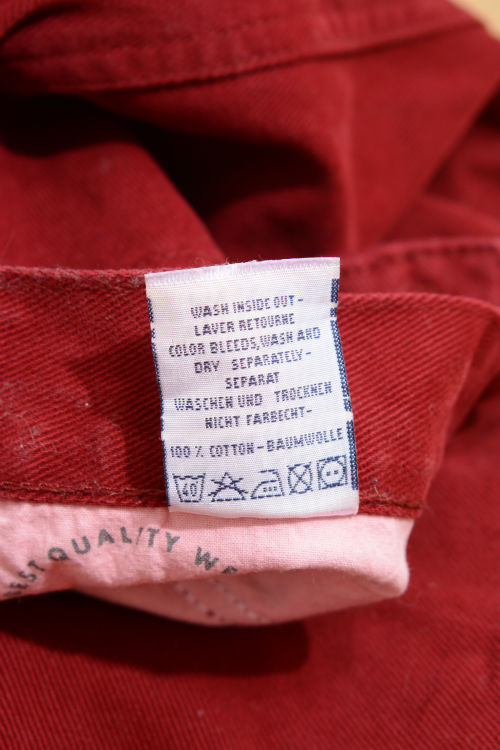 WASH INSIDE OUT-
LAVER RETOURNE
COLOR BLEEDS, WASH AND
DRY SEPARATELY-
SEPARAT
WASCHEN UND TROCKNEN
NICHT FARBECHT-
100 % COTTON-BAUMWOLLE
40
QUALITY